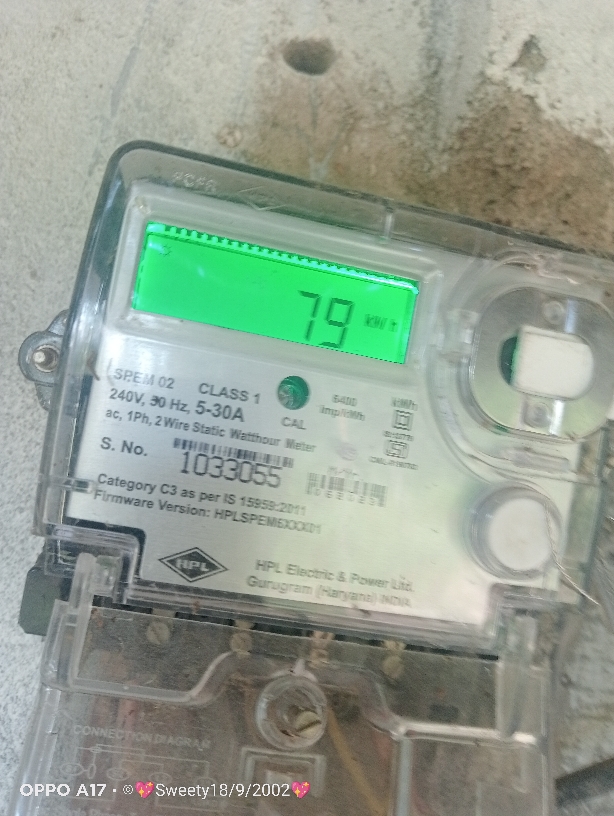 79 kWh
SPEM 02 CLASS 1
240V, 50 Hz, 5-30A
ac, 1Ph, 2 Wire Static Watthour Meter
CAL
6400
imp/kWh
kWh
S. No.
1033055
Category C3 as per IS 15959:2011
Firmware Version: HPLSPEM6XXX01
HPL
HPL Electric & Power Ltd.
Gurugram (Haryana) INDIA
CONNECTION DIAGRAM
OPPO A17 · ©💖Sweety18/9/2002💖